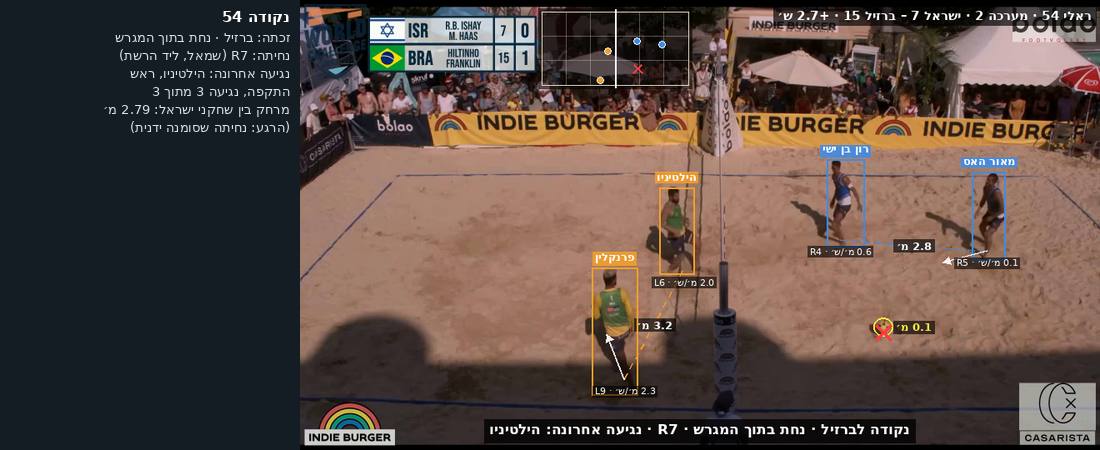 נקודה 54
זכתה: ברזיל · נחת בתוך המגרש
נחיתה: R7 (שמאל, ליד הרשת)
נגיעה אחרונה: הילטיניו, ראש
התקפה, נגיעה 3 מתוך 3
מרחק בין שחקני ישראל: 2.79 מ׳
(הרגע: נחיתה שסומנה ידנית)
ראלי 54 · מערכה 2 · ישראל 7 – ברזיל 15 · +2.7 ש׳
bolao
FOOTVOLLEY
WORLD
ISR R.B. ISHAY M. HAAS 7 0
BRA HILTINHO FRANKLIN 15 1
skrul
CASARISTA
bolao
INDIE BURGER
INDIE BURGER
INDIE BURGER
bolao
רון בן ישי
מאור האס
הילטיניו
פרנקלין
R4 · 0.6 מ׳/ש׳
2.8 מ׳
R5 · 0.1 מ׳/ש׳
L6 · 2.0 מ׳/ש׳
3.2 מ׳
0.1 מ׳
L9 · 2.3 מ׳/ש׳
נקודה לברזיל · נחת בתוך המגרש · R7 · נגיעה אחרונה: הילטיניו
INDIE BURGER
CASARISTA